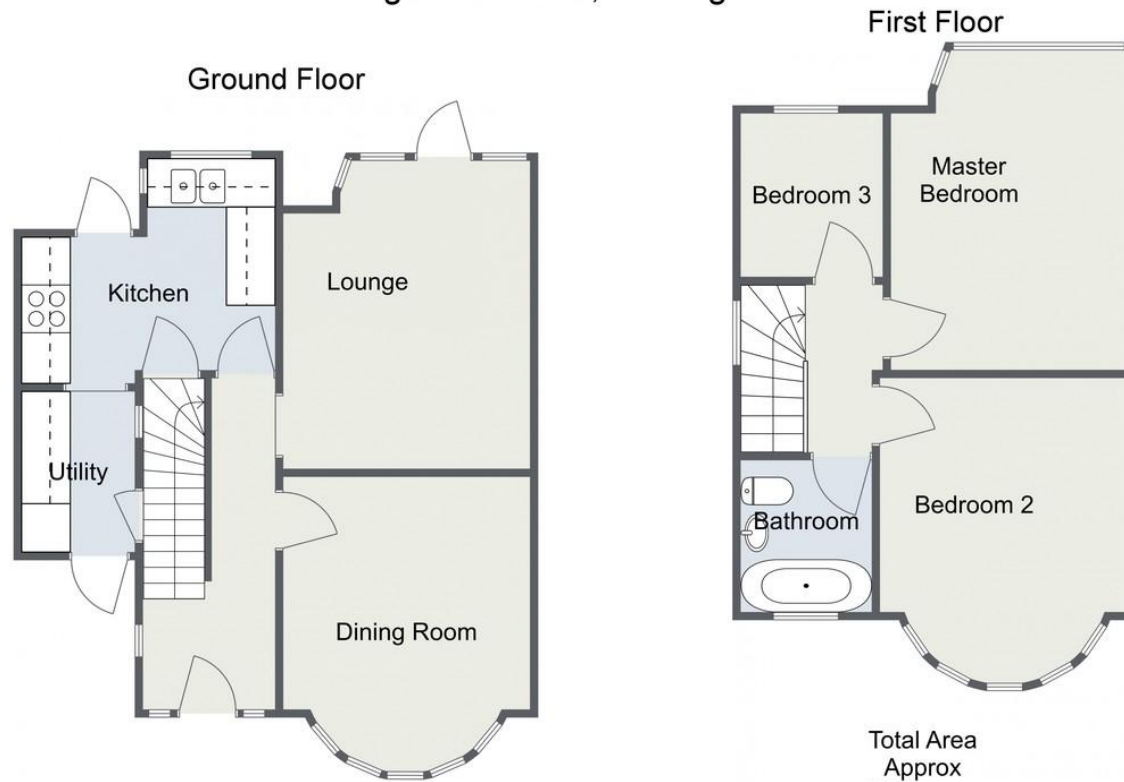 Ground Floor
Kitchen
Lounge
Utility
Dining Room
First Floor
Bedroom 3
Master
Bedroom
Bedroom 2
Bathroom
Total Area
Approx